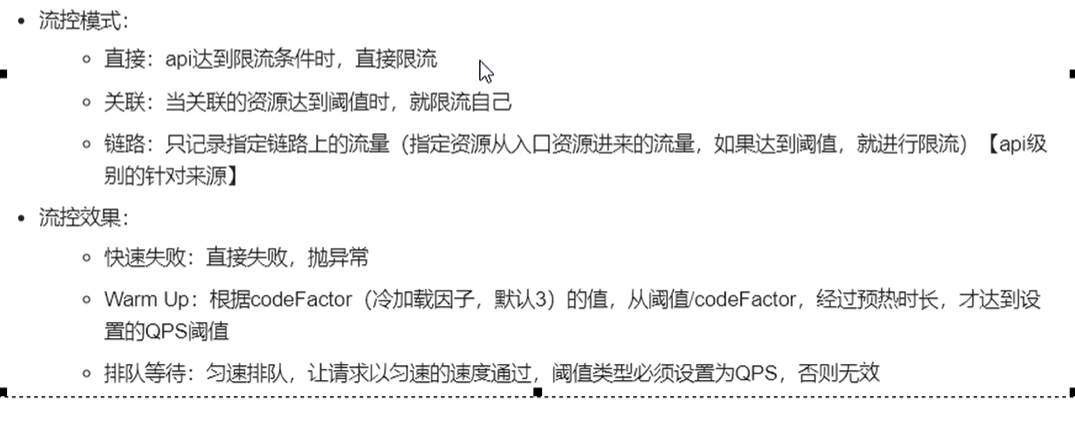 流控模式：
直接：api达到限流条件时，直接限流
关联：当关联的资源达到阈值时，就限流自己
链路：只记录指定链路上的流量（指定资源从入口资源进来的流量，如果达到阈值，就进行限流）【api级
别的针对来源】
流控效果：
快速失败：直接失败，抛异常
Warm Up：根据codeFactor（冷加载因子，默认3）的值，从阈值/codeFactor，经过预热时长，才达到设
置的QPS阈值
排队等待：匀速排队，让请求以匀速的速度通过，阈值类型必须设置为QPS，否则无效